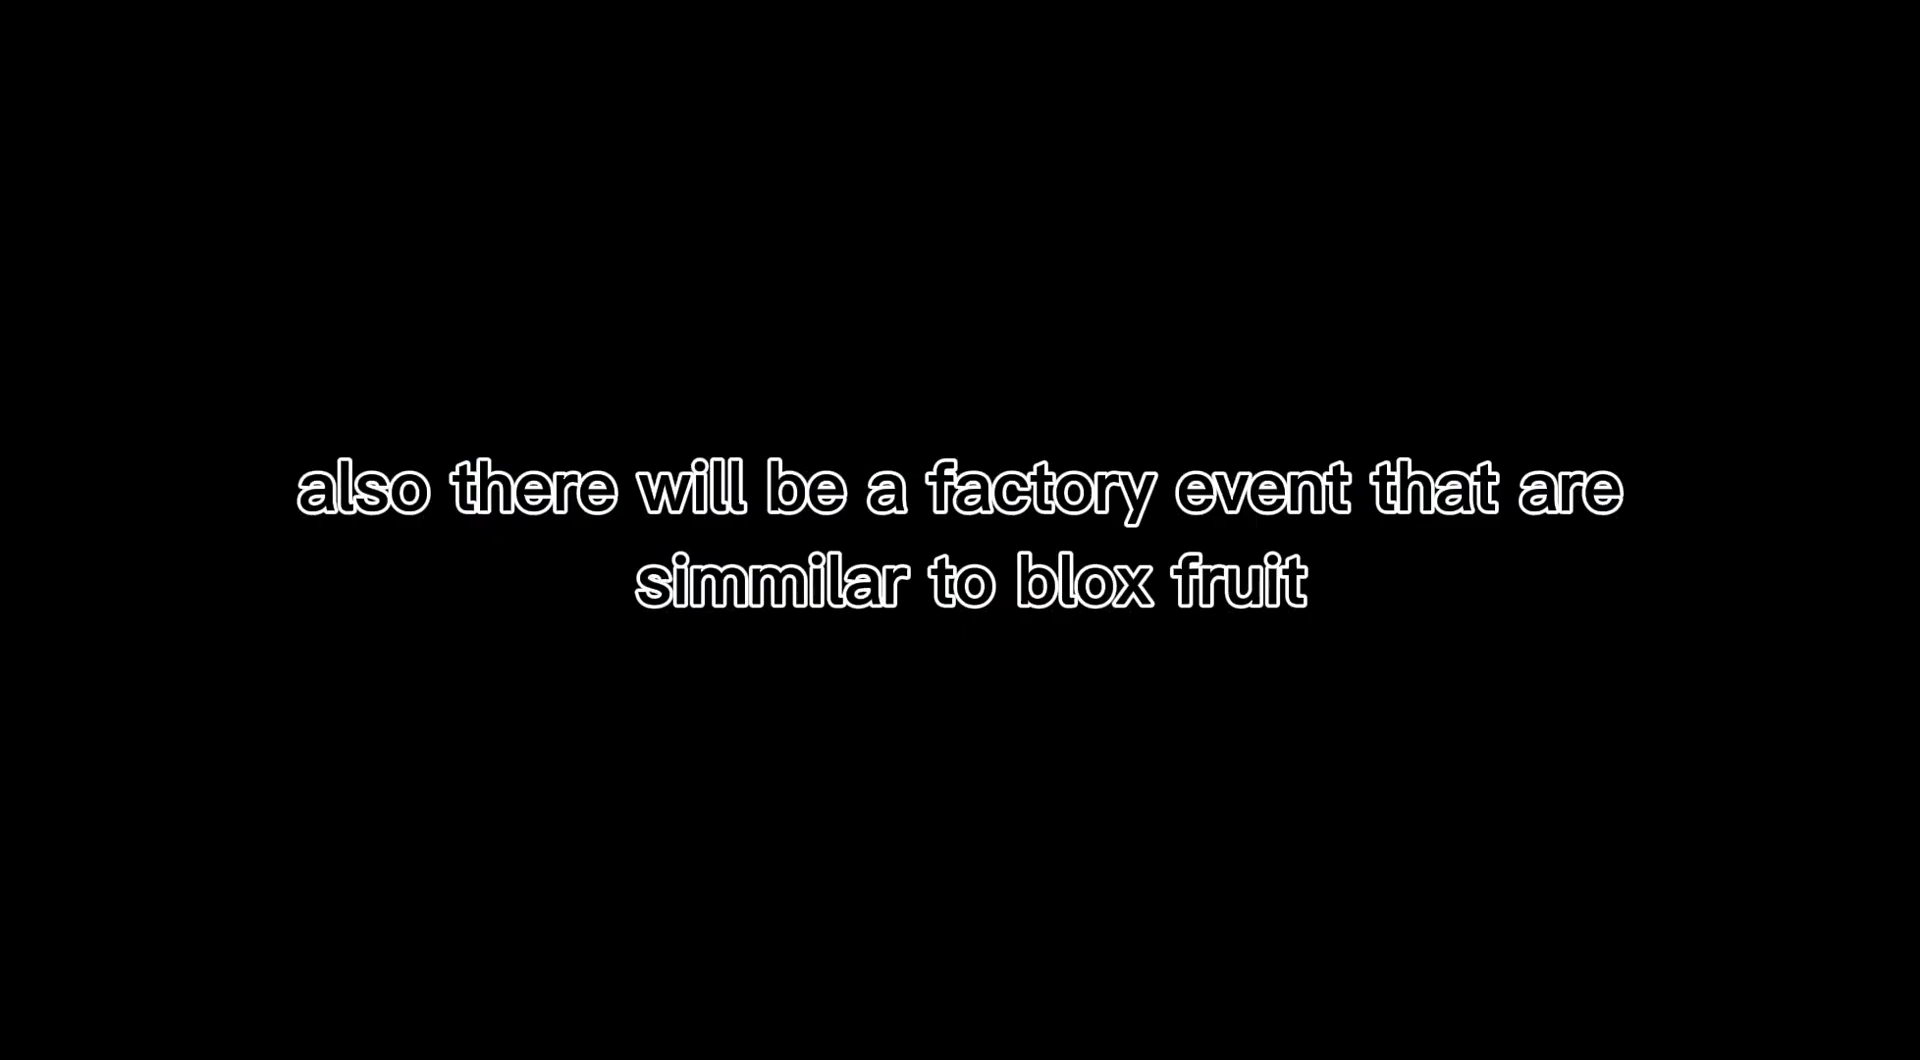 also there will be a factory event that are
simmilar to blox fruit